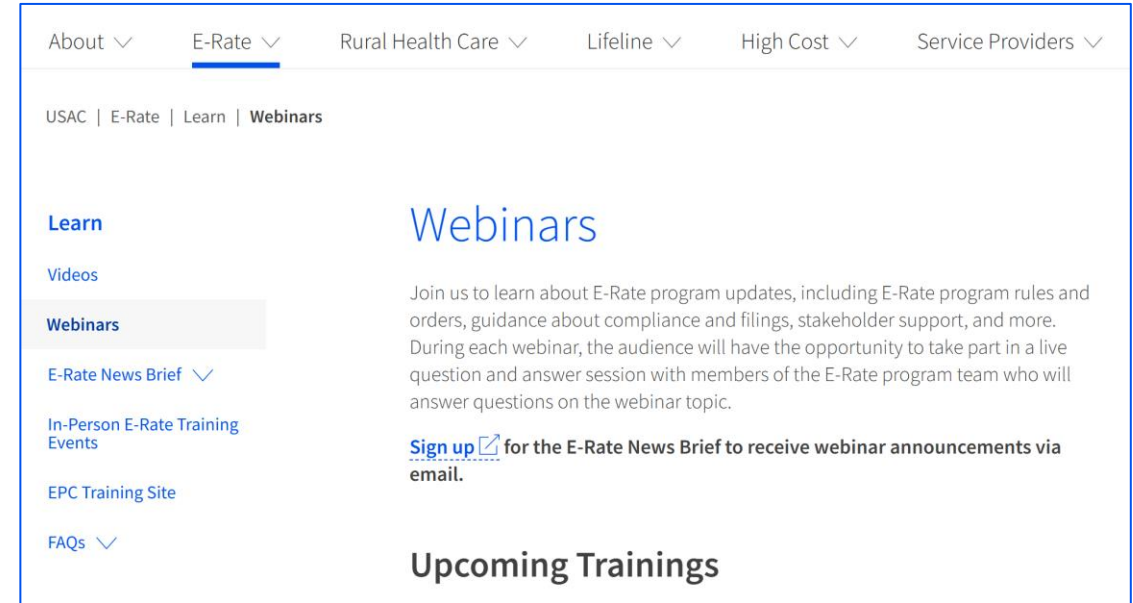 About E-Rate Rural Health Care Lifeline High Cost Service Providers
USAC | E-Rate | Learn | Webinars
Learn
Videos
Webinars
E-Rate News Brief
In-Person E-Rate Training
Events
EPC Training Site
FAQs
Webinars
Join us to learn about E-Rate program updates, including E-Rate program rules and
orders, guidance about compliance and filings, stakeholder support, and more.
During each webinar, the audience will have the opportunity to take part in a live
question and answer session with members of the E-Rate program team who will
answer questions on the webinar topic.
Sign up for the E-Rate News Brief to receive webinar announcements via
email.
Upcoming Trainings